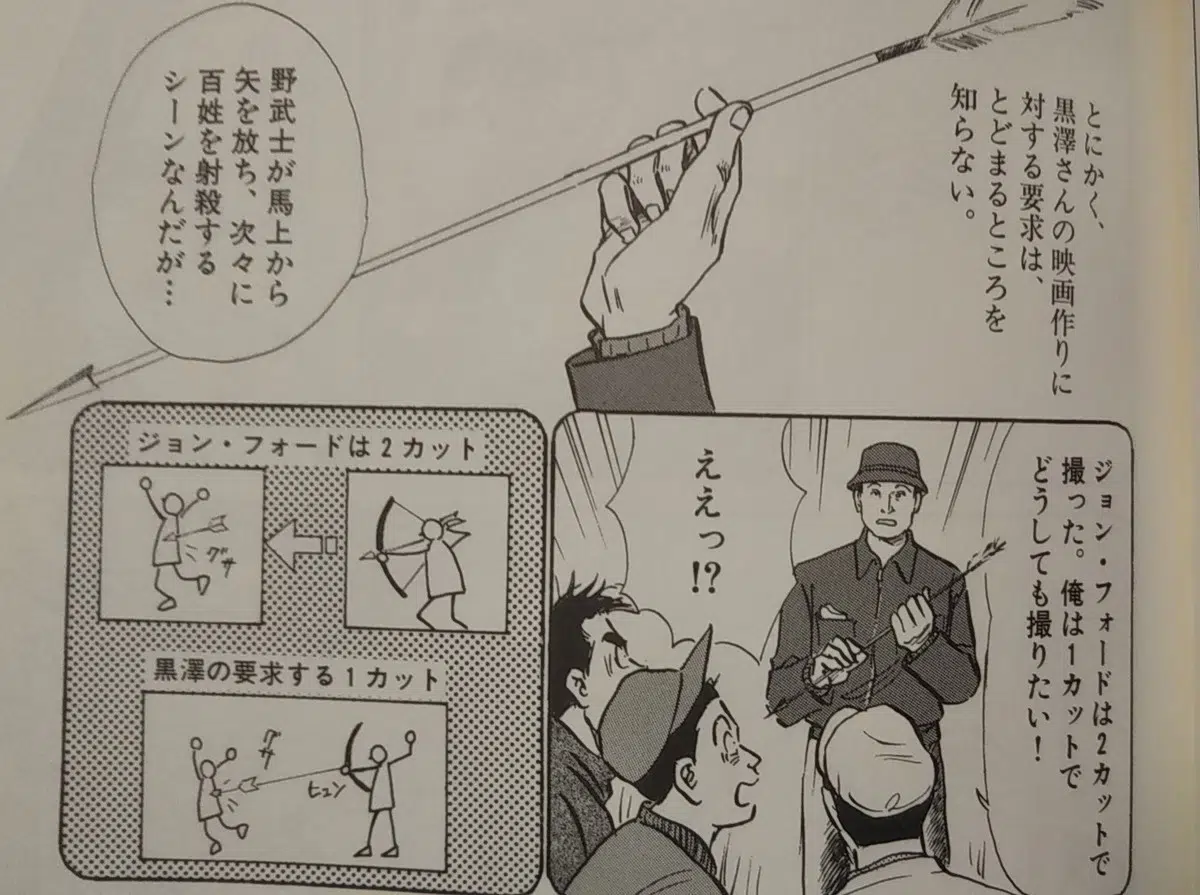 とにかく、
黒澤さんの映画作りに
対する要求は、
とどまるところを
知らない。
野武士が馬上から
矢を放ち、次々に
百姓を射殺する
シーンなんだが…
ジョン・フォードは2カットで
撮った。俺は1カットで
どうしても撮りたい!
ええっ!?
ジョン・フォードは2カット
グサ
黒澤の要求する1カット
グサ
ヒュン